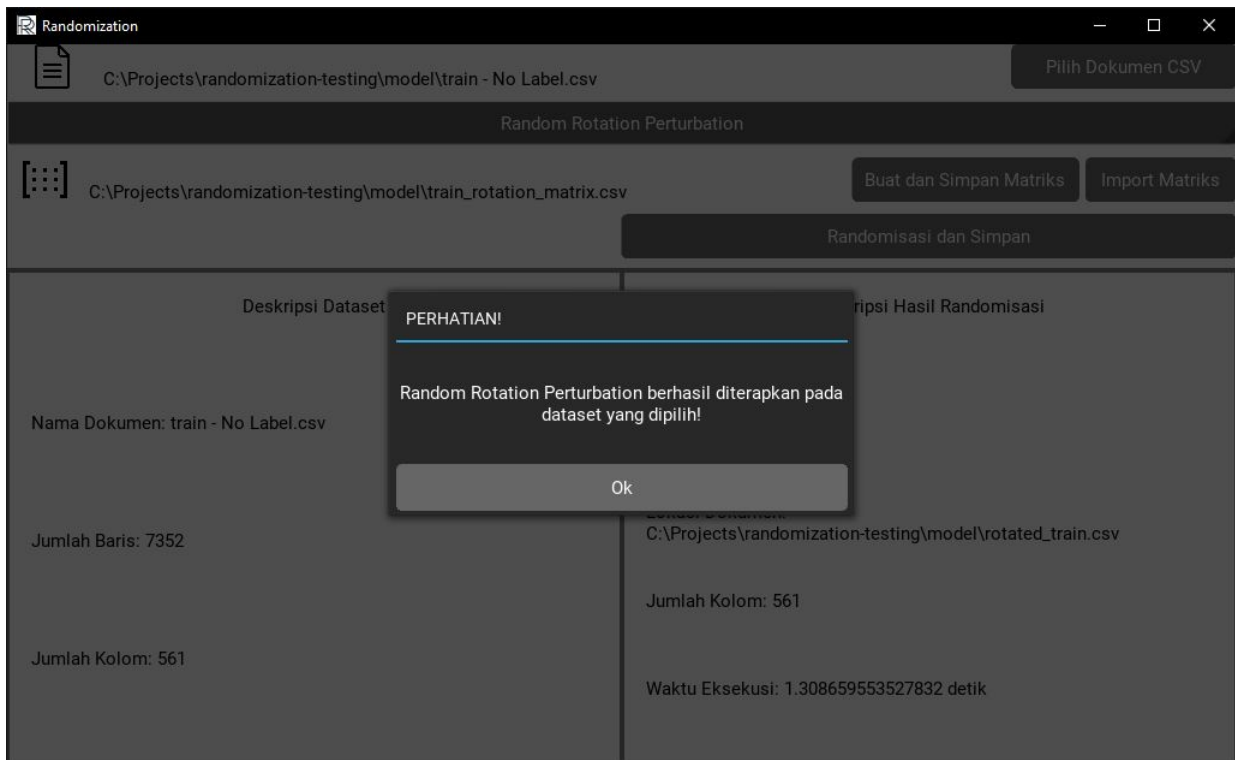 Randomization
C:\Projects\randomization-testing\model\train - No Label.csv
Pilih Dokumen CSV
Random Rotation Perturbation
C:\Projects\randomization-testing\model\train_rotation_matrix.csv
Buat dan Simpan Matriks
Import Matriks
Randomisasi dan Simpan
Deskripsi Dataset
ripsi Hasil Randomisasi
PERHATIAN!
Random Rotation Perturbation berhasil diterapkan pada
dataset yang dipilih!
Ok
Nama Dokumen: train - No Label.csv
Jumlah Baris: 7352
Jumlah Kolom: 561
C:\Projects\randomization-testing\model\rotated_train.csv
Jumlah Kolom: 561
Waktu Eksekusi: 1.308659553527832 detik